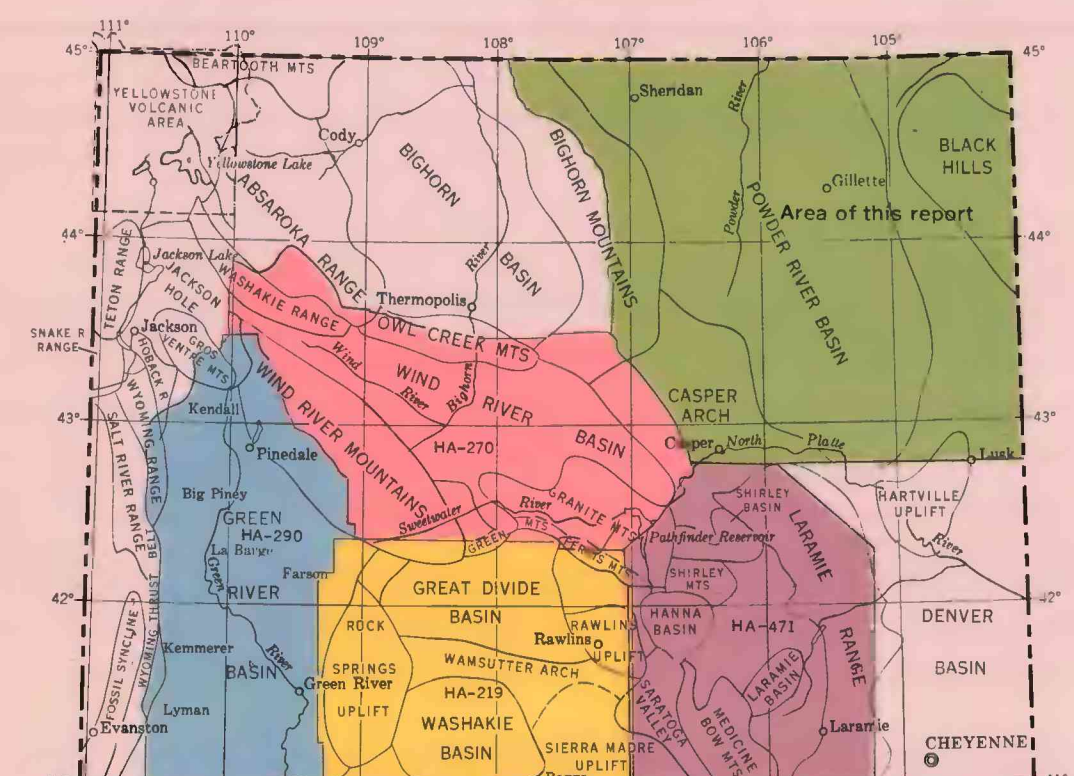 111°
110°
109°
108°
107°
106°
105°
45°
45°
BEARTOOTH MTS
YELLOWSTONE
VOLCANIC
AREA
Cody
Yellowstone Lake
ABSAROKA RANGE
BIGHORN BASIN
River
BIGHORN MOUNTAINS
Sheridan
River
Powder
POWDER RIVER BASIN
Gillette
BLACK
HILLS
Area of this report
44°
44°
TETON RANGE
Jackson Lake
JACKSON
HOLE
WASHAKIE RANGE
Thermopolis
OWL CREEK MTS
SNAKE R
RANGE
Jackson
GROS
VENTRE MTS
HOBACK R
WYOMING RANGE
SALT RIVER RANGE
WIND RIVER MOUNTAINS
Wind
River
Bighorn
WIND
RIVER
BASIN
HA-270
CASPER
ARCH
43°
43°
Casper
North
Platte
Lusk
Kendall
Pinedale
Big Piney
GREEN
HA-290
La Barge
Farson
Green
RIVER
River
BASIN
Sweetwater
River
GRANITE MTS
GREEN
MTS
FERRIS MTS
Pathfinder Reservoir
SHIRLEY
BASIN
LARAMIE
RANGE
HARTVILLE
UPLIFT
River
42°
42°
SHIRLEY
MTS
HANNA
BASIN
HA-471
DENVER
BASIN
GREAT DIVIDE
BASIN
ROCK
SPRINGS
UPLIFT
RAWLINS
UPLIFT
Rawlins
WAMSUTTER ARCH
HA-219
WASHAKIE
BASIN
SIERRA MADRE
UPLIFT
SARATOGA
VALLEY
MEDICINE
BOW MTS
LARAMIE
BASIN
Laramie
CHEYENNE
FOSSIL SYNCLINE
WYOMING THRUST BELT
Kemmerer
Green River
Lyman
Evanston